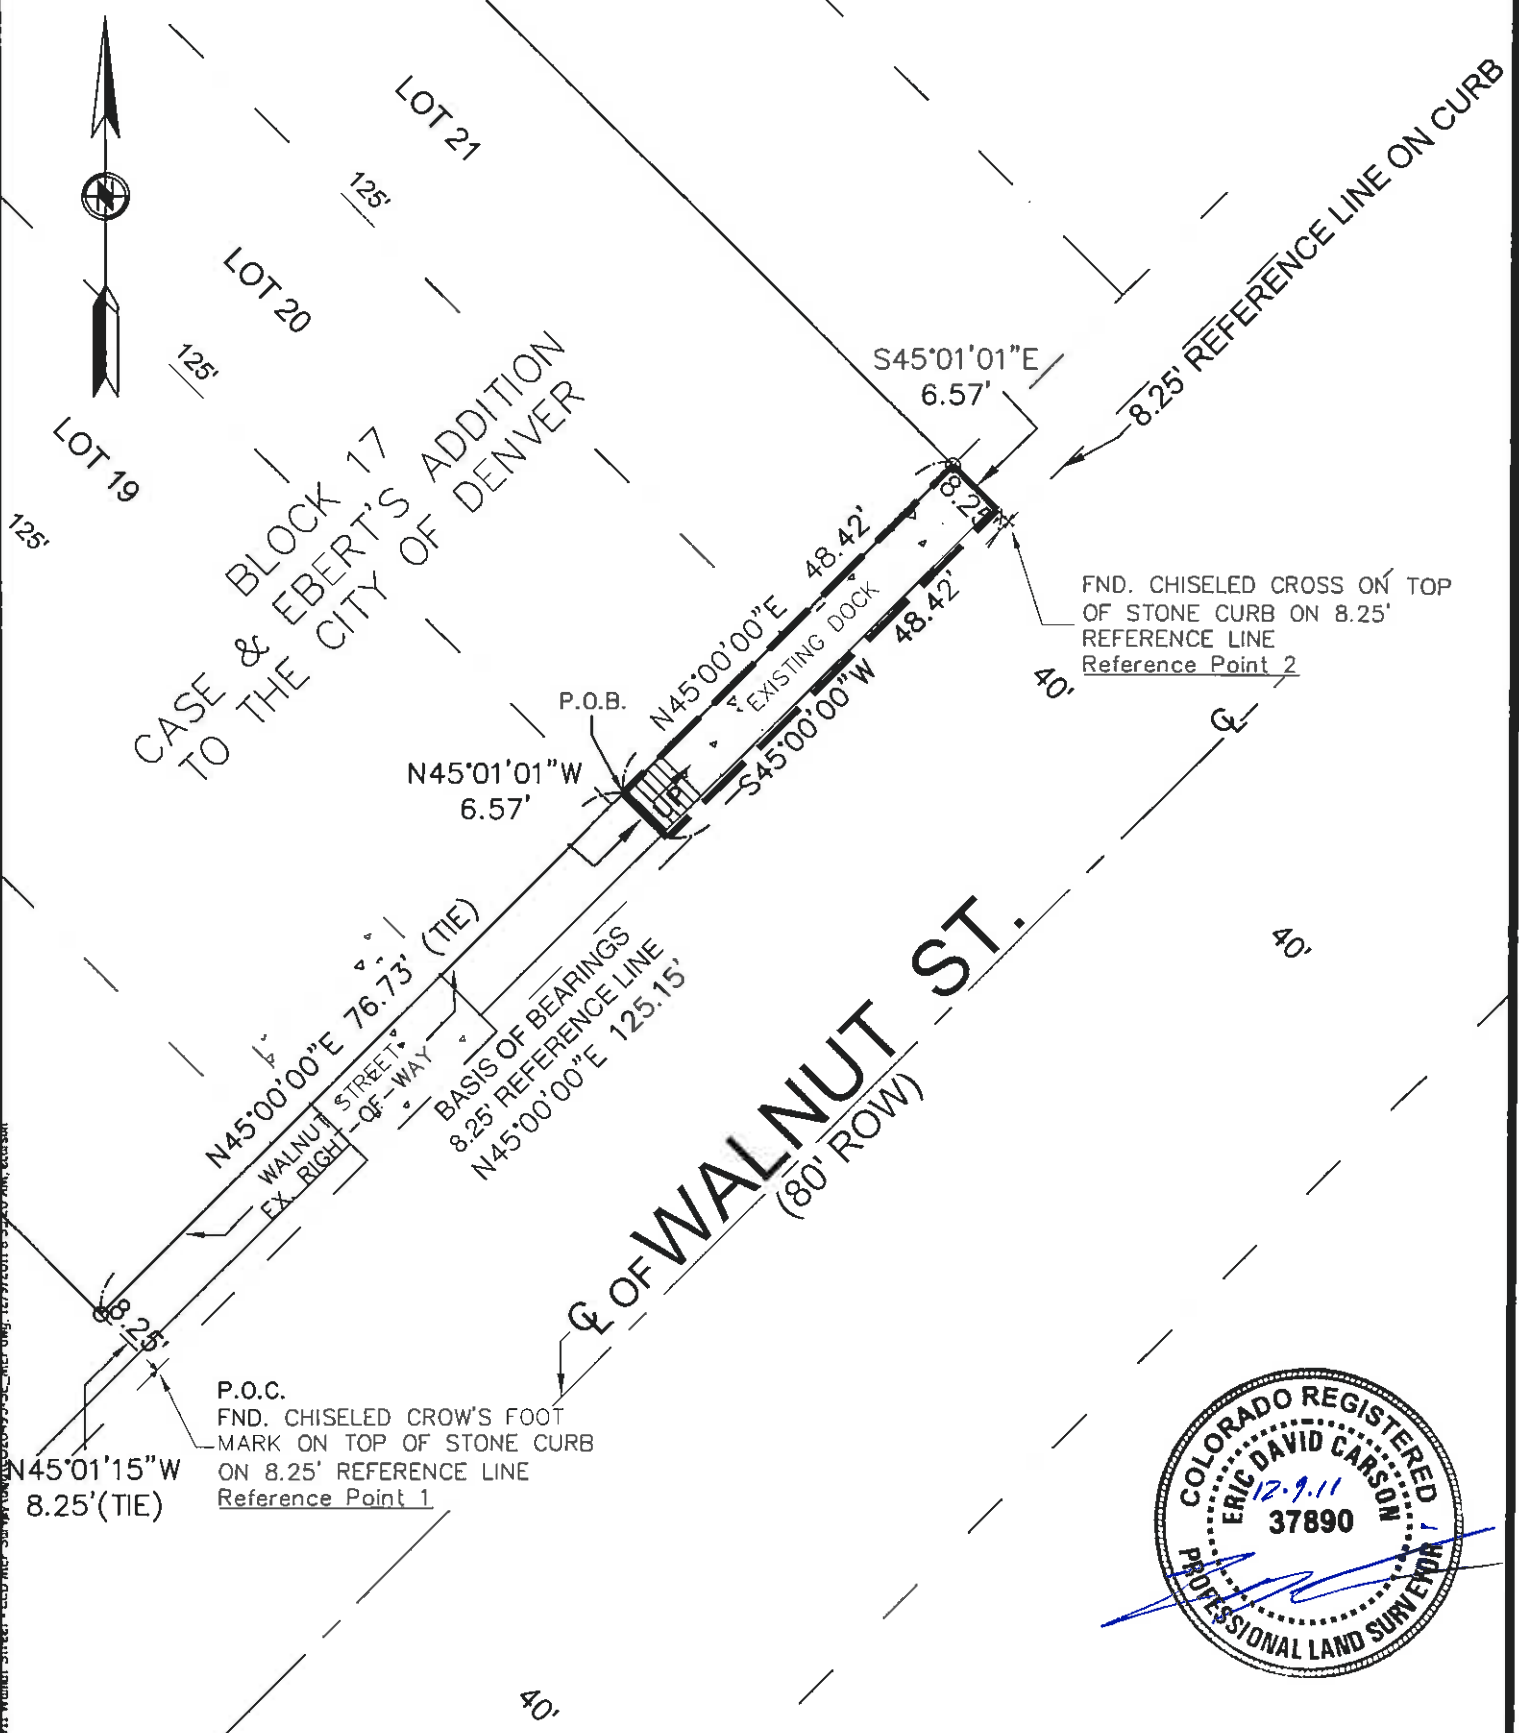 LOT 21
125'
LOT 20
125'
LOT 19
125'
BLOCK 17
CASE & EBERT'S ADDITION
TO THE CITY OF DENVER
8.25' REFERENCE LINE ON CURB
S45°01'01"E
6.57'
8.25'
N45°00'00"E 48.42'
EXISTING DOCK
S45°00'00"W 48.42'
FND. CHISELED CROSS ON TOP
OF STONE CURB ON 8.25'
REFERENCE LINE
Reference Point 2
40'
P.O.B.
N45°01'01"W
6.57'
UP
N45°00'00"E 76.73' (TIE)
WALNUT STREET
EX. RIGHT-OF-WAY
BASIS OF BEARINGS
8.25' REFERENCE LINE
N45°00'00"E 125.15'
℄
40'
℄ OF WALNUT ST.
(80' ROW)
8.25'
P.O.C.
FND. CHISELED CROW'S FOOT
MARK ON TOP OF STONE CURB
ON 8.25' REFERENCE LINE
Reference Point 1
N45°01'15"W
8.25'(TIE)
40'
COLORADO REGISTERED
ERIC DAVID CARSON
12.9.11
37890
PROFESSIONAL LAND SURVEYOR